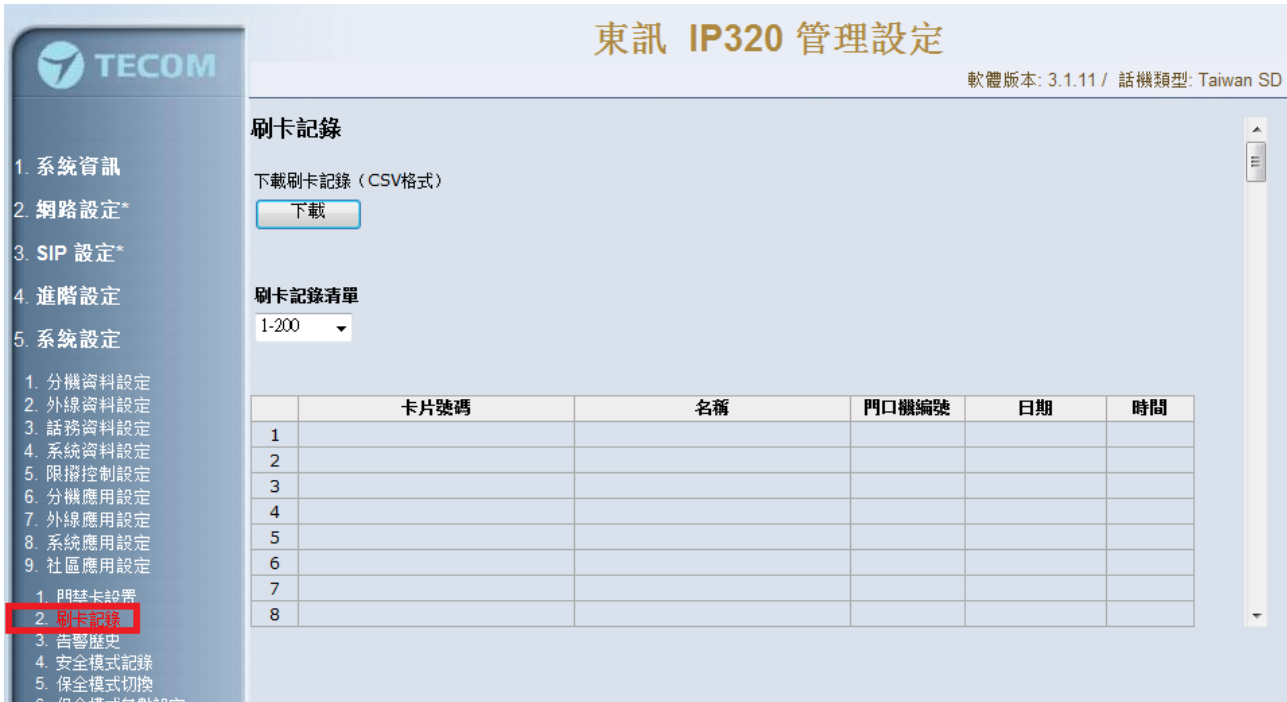 東訊 IP320 管理設定
TECOM
軟體版本: 3.1.11 / 話機類型: Taiwan SD
1. 系統資訊
2. 網路設定*
3. SIP 設定*
4. 進階設定
5. 系統設定
1. 分機資料設定
2. 外線資料設定
3. 話務資料設定
4. 系統資料設定
5. 限撥控制設定
6. 分機應用設定
7. 外線應用設定
8. 系統應用設定
9. 社區應用設定
1. 門禁卡設置
2. 刷卡記錄
3. 告警歷史
4. 安全模式記錄
5. 保全模式切換
刷卡記錄
下載刷卡記錄（CSV格式）
下載
刷卡記錄清單
1-200
卡片號碼 名稱 門口機編號 日期 時間
1
2
3
4
5
6
7
8